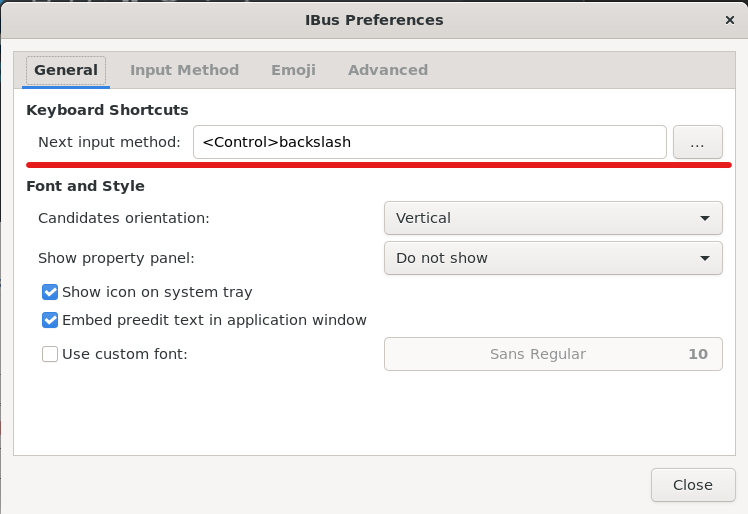 IBus Preferences
General Input Method Emoji Advanced
Keyboard Shortcuts
Next input method: <Control>backslash ...
Font and Style
Candidates orientation: Vertical
Show property panel: Do not show
Show icon on system tray
Embed preedit text in application window
Use custom font: Sans Regular 10
Close